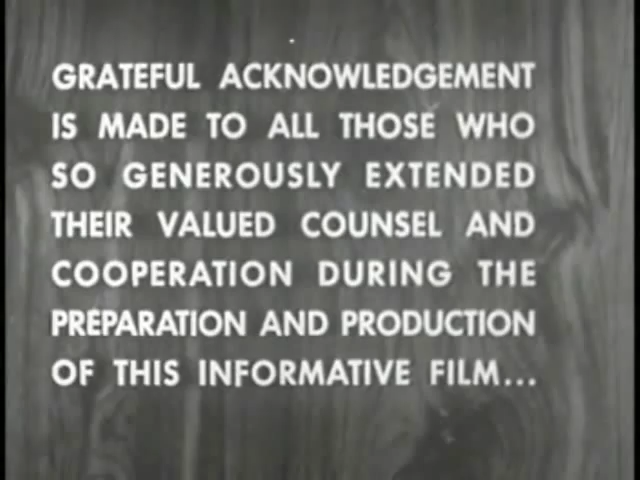 GRATEFUL ACKNOWLEDGEMENT
IS MADE TO ALL THOSE WHO
SO GENEROUSLY EXTENDED
THEIR VALUED COUNSEL AND
COOPERATION DURING THE
PREPARATION AND PRODUCTION
OF THIS INFORMATIVE FILM...